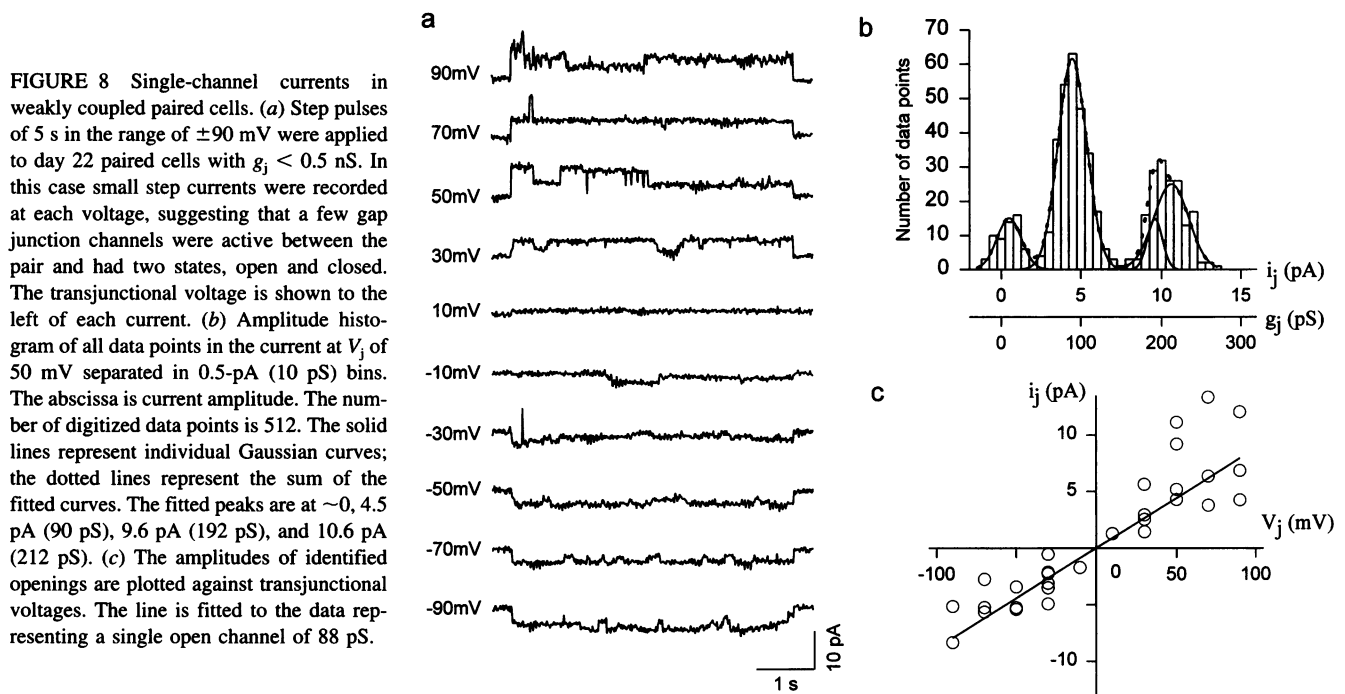 FIGURE 8 Single-channel currents in
weakly coupled paired cells. (a) Step pulses
of 5 s in the range of ±90 mV were applied
to day 22 paired cells with gj < 0.5 nS. In
this case small step currents were recorded
at each voltage, suggesting that a few gap
junction channels were active between the
pair and had two states, open and closed.
The transjunctional voltage is shown to the
left of each current. (b) Amplitude histo-
gram of all data points in the current at Vj of
50 mV separated in 0.5-pA (10 pS) bins.
The abscissa is current amplitude. The num-
ber of digitized data points is 512. The solid
lines represent individual Gaussian curves;
the dotted lines represent the sum of the
fitted curves. The fitted peaks are at ~0, 4.5
pA (90 pS), 9.6 pA (192 pS), and 10.6 pA
(212 pS). (c) The amplitudes of identified
openings are plotted against transjunctional
voltages. The line is fitted to the data rep-
resenting a single open channel of 88 pS.
a
90mV
70mV
50mV
30mV
10mV
-10mV
-30mV
-50mV
-70mV
-90mV
10 pA
1 s
b
Number of data points
70
60
50
40
30
20
10
0
0 5 10 15
ij (pA)
gj (pS)
0 100 200 300
c
ij (pA)
10
5
Vj (mV)
-100 0 50 100
-10